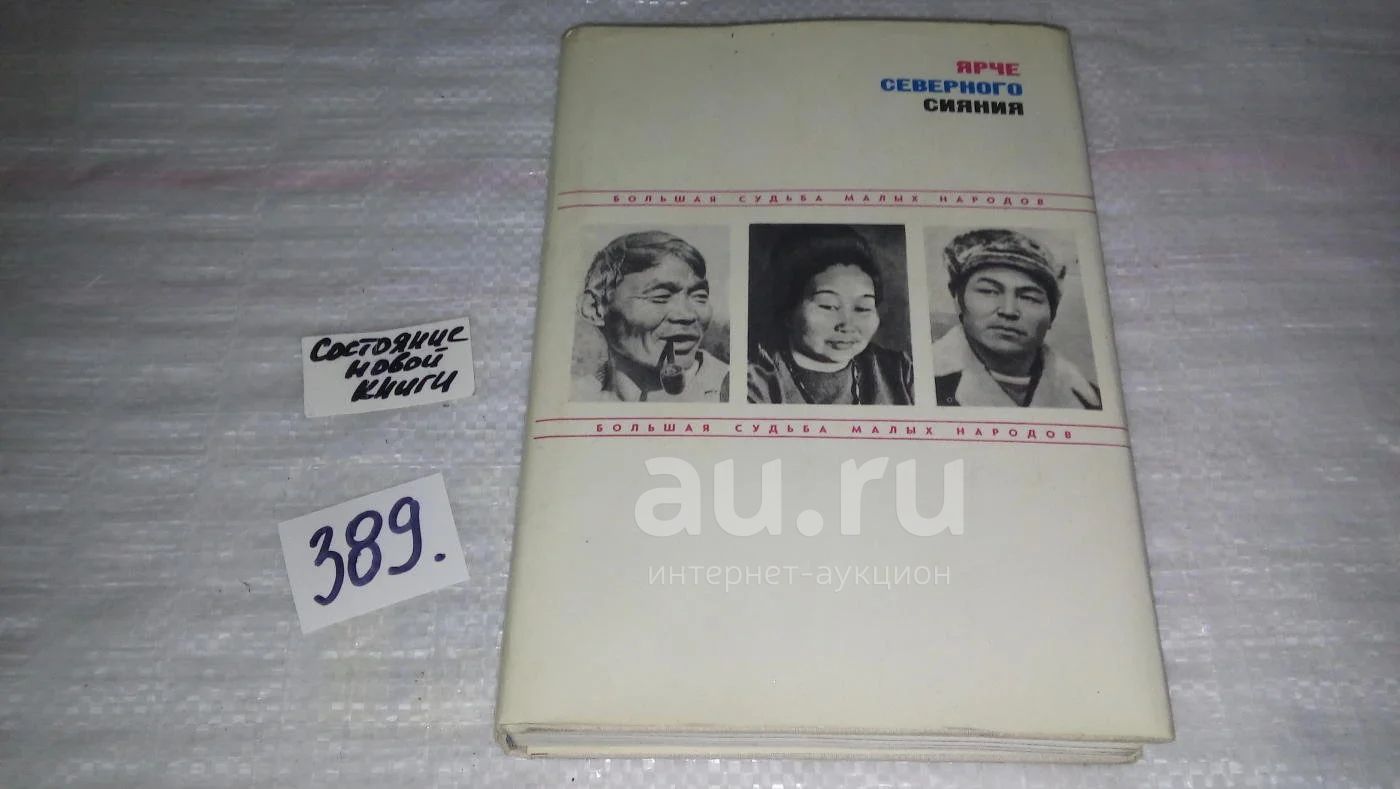 ЯРЧЕ
СЕВЕРНОГО
СИЯНИЯ
БОЛЬШАЯ СУДЬБА МАЛЫХ НАРОДОВ
БОЛЬШАЯ СУДЬБА МАЛЫХ НАРОДОВ
Состояние
новой
книги
389.
au.ru
интернет-аукцион